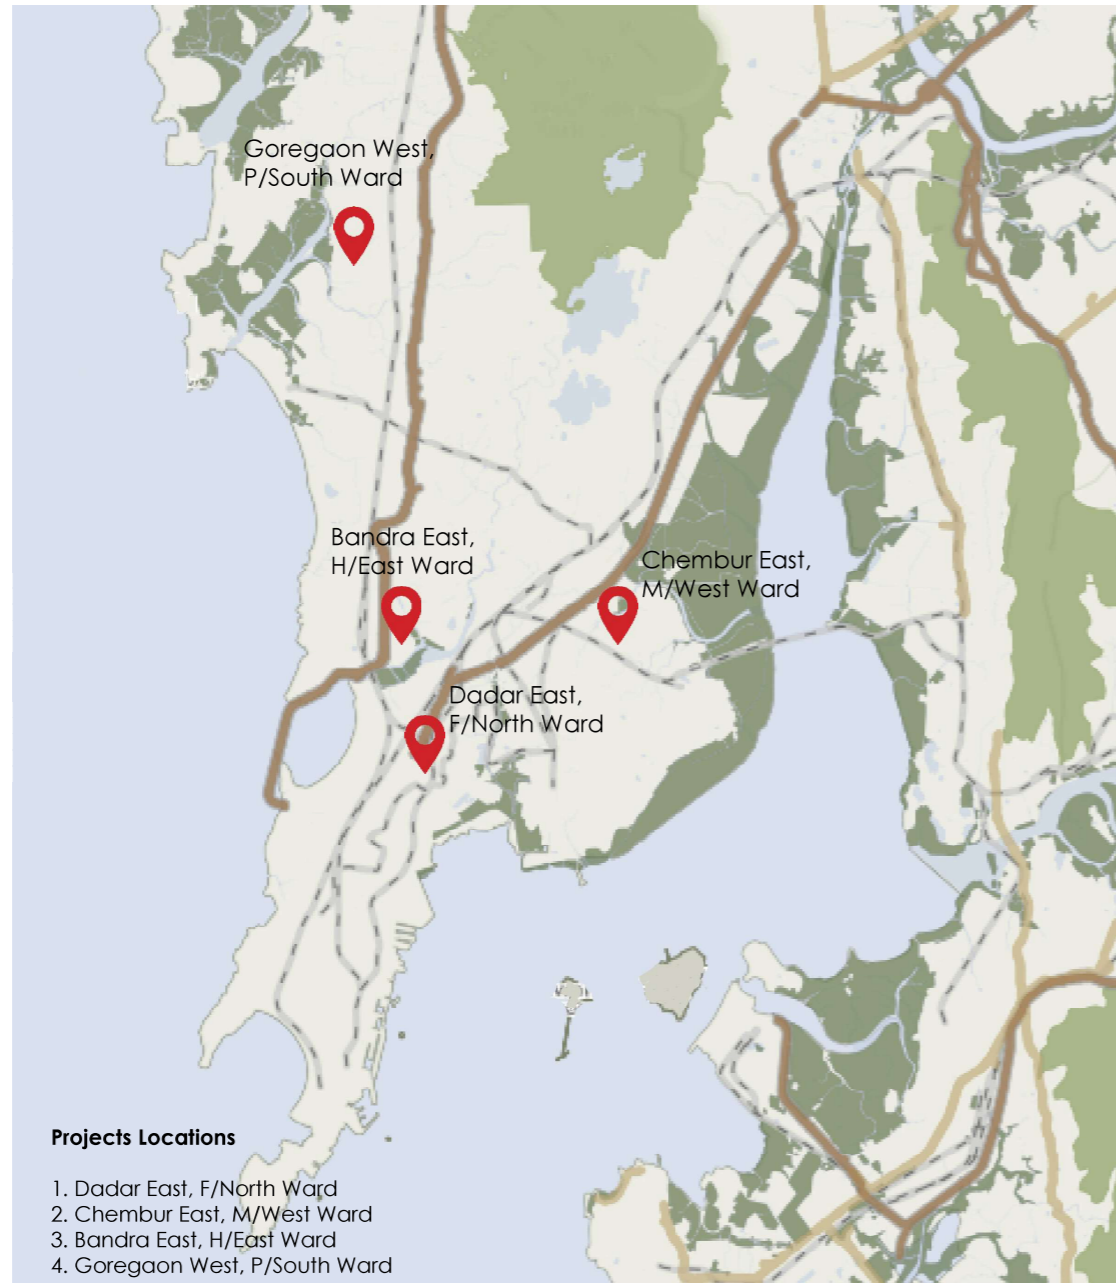 Goregaon West,
P/South Ward
Bandra East,
H/East Ward
Chembur East,
M/West Ward
Dadar East,
F/North Ward
Projects Locations
1. Dadar East, F/North Ward
2. Chembur East, M/West Ward
3. Bandra East, H/East Ward
4. Goregaon West, P/South Ward